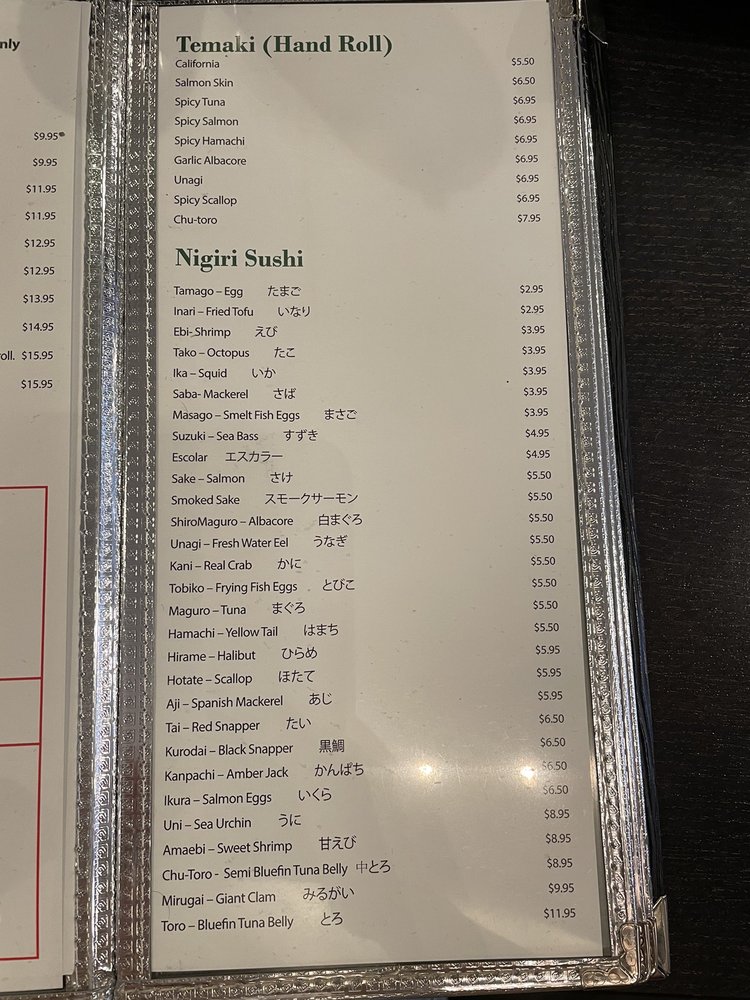 nly
$9.95
$9.95
$11.95
$11.95
$12.95
$12.95
$13.95
$14.95
roll. $15.95
$15.95
Temaki (Hand Roll)
California $5.50
Salmon Skin $6.50
Spicy Tuna $6.95
Spicy Salmon $6.95
Spicy Hamachi $6.95
Garlic Albacore $6.95
Unagi $6.95
Spicy Scallop $6.95
Chu-toro $7.95
Nigiri Sushi
Tamago – Egg たまご $2.95
Inari – Fried Tofu いなり $2.95
Ebi- Shrimp えび $3.95
Tako – Octopus たこ $3.95
Ika – Squid いか $3.95
Saba- Mackerel さば $3.95
Masago – Smelt Fish Eggs まさご $3.95
Suzuki – Sea Bass すずき $4.95
Escolar エスカラー $4.95
Sake – Salmon さけ $5.50
Smoked Sake スモークサーモン $5.50
ShiroMaguro – Albacore 白まぐろ $5.50
Unagi – Fresh Water Eel うなぎ $5.50
Kani – Real Crab かに $5.50
Tobiko – Frying Fish Eggs とびこ $5.50
Maguro – Tuna まぐろ $5.50
Hamachi – Yellow Tail はまち $5.50
Hirame – Halibut ひらめ $5.95
Hotate – Scallop ほたて $5.95
Aji – Spanish Mackerel あじ $5.95
Tai – Red Snapper たい $6.50
Kurodai – Black Snapper 黒鯛 $6.50
Kanpachi – Amber Jack かんぱち $6.50
Ikura – Salmon Eggs いくら $6.50
Uni – Sea Urchin うに $8.95
Amaebi – Sweet Shrimp 甘えび $8.95
Chu-Toro - Semi Bluefin Tuna Belly 中とろ $8.95
Mirugai – Giant Clam みるがい $9.95
Toro – Bluefin Tuna Belly とろ $11.95